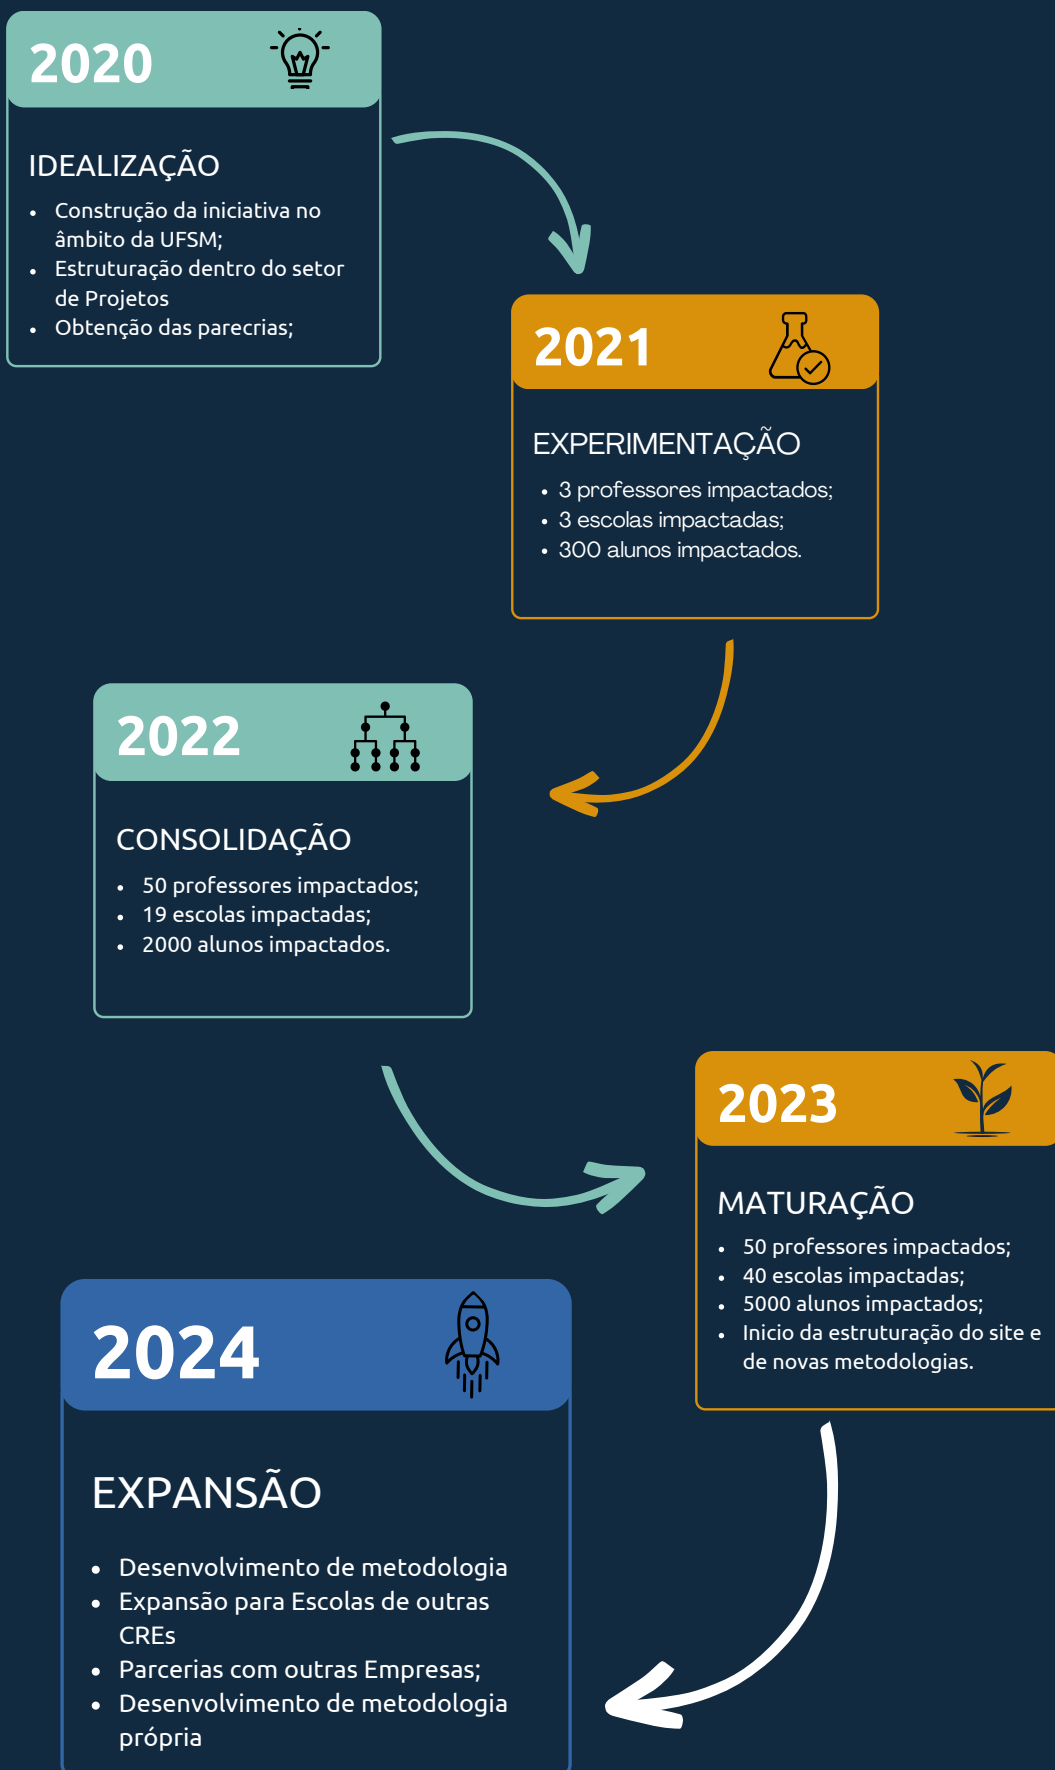 2020
IDEALIZAÇÃO
• Construção da iniciativa no
âmbito da UFSM;
• Estruturação dentro do setor
de Projetos
• Obtenção das parecrias;
2021
EXPERIMENTAÇÃO
• 3 professores impactados;
• 3 escolas impactadas;
• 300 alunos impactados.
2022
CONSOLIDAÇÃO
• 50 professores impactados;
• 19 escolas impactadas;
• 2000 alunos impactados.
2023
MATURAÇÃO
• 50 professores impactados;
• 40 escolas impactadas;
• 5000 alunos impactados;
• Inicio da estruturação do site e
de novas metodologias.
2024
EXPANSÃO
• Desenvolvimento de metodologia
• Expansão para Escolas de outras
CREs
• Parcerias com outras Empresas;
• Desenvolvimento de metodologia
própria